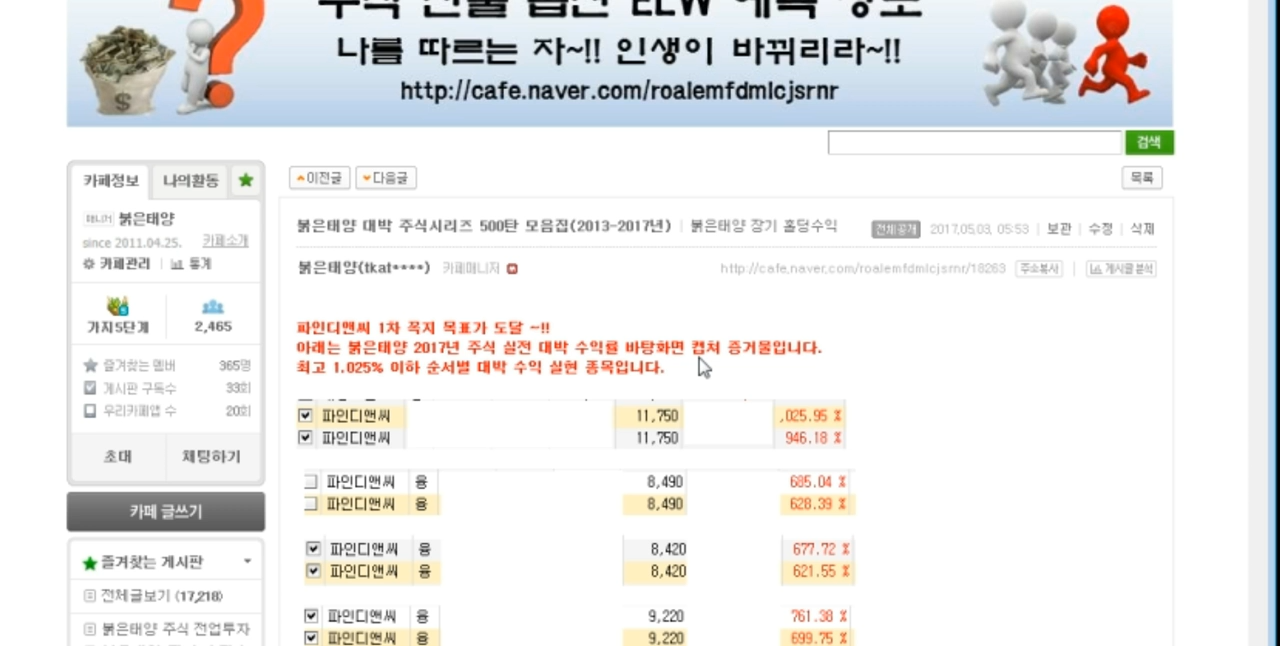 주식 선물 옵션 ELW 예측 정보
나를 따르는 자~!! 인생이 바뀌리라~!!
http://cafe.naver.com/roalemfdmlcjsrnr
검색
카페정보 나의활동
이전글 다음글 목록
매니저 붉은태양
since 2011.04.25. 카페소개
카페관리 통계
가지5단계 2,465
즐겨찾는 멤버 365명
게시판 구독수 33회
우리카페앱 수 20회
초대 채팅하기
카페 글쓰기
즐겨찾는 게시판
전체글보기 (17,218)
붉은태양 주식 전업투자
붉은태양 대박 주식시리즈 500탄 모음집(2013-2017년) | 붉은태양 장기 홀딩수익 전체공개 2017.05.03. 05:53 | 보관 | 수정 | 삭제
붉은태양(tkat****) 카페매니저 http://cafe.naver.com/roalemfdmlcjsrnr/18263 주소복사 | 게시글 분석
파인디앤씨 1차 꼭지 목표가 도달 ~!!
아래는 붉은태양 2017년 주식 실전 대박 수익률 바탕화면 캡쳐 증거물입니다.
최고 1.025% 이하 순서별 대박 수익 실현 종목입니다.
파인디앤씨 11,750 ,025.95 %
파인디앤씨 11,750 946.18 %
파인디앤씨 융 8,490 685.04 %
파인디앤씨 융 8,490 628.39 %
파인디앤씨 융 8,420 677.72 %
파인디앤씨 융 8,420 621.55 %
파인디앤씨 융 9,220 761.38 %
파인디앤씨 융 9,220 699.75 %